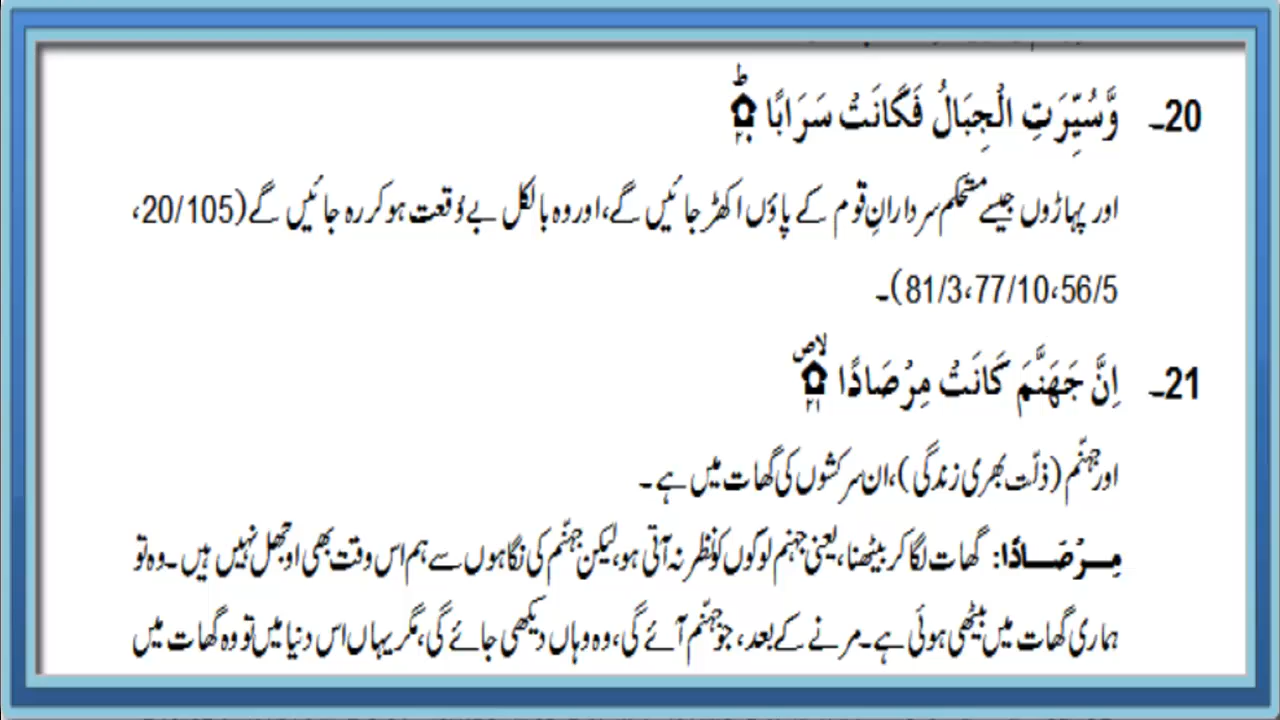 20۔ وَّسُيِّرَتِ الْجِبَالُ فَكَانَتْ سَرَابًا ؕ۲۰
اور پہاڑوں جیسے مستحکم سردارانِ قوم کے پاؤں اکھڑ جائیں گے،اور وہ بالکل بے وُقعت ہوکر رہ جائیں گے(20/105،
81/3،77/10،56/5)۔
21۔ اِنَّ جَهَنَّمَ كَانَتْ مِرْصَادًا ۲۱ لا ص
اور جہنّم (ذلّت بھری زندگی)،ان سرکشوں کی گھات میں ہے۔
مِرْصَادًا: گھات لگا کر بیٹھنا، یعنی جہنم لوگوں کو نظر نہ آتی ہو،لیکن جہنّم کی نگاہوں سے ہم اس وقت بھی اوجھل نہیں ہیں۔وہ تو
ہماری گھات میں بیٹھی ہوئی ہے۔مرنے کے بعد، جو جہنّم آئے گی،وہ وہاں دیکھی جائے گی،مگر یہاں اس دنیا میں تو وہ گھات میں